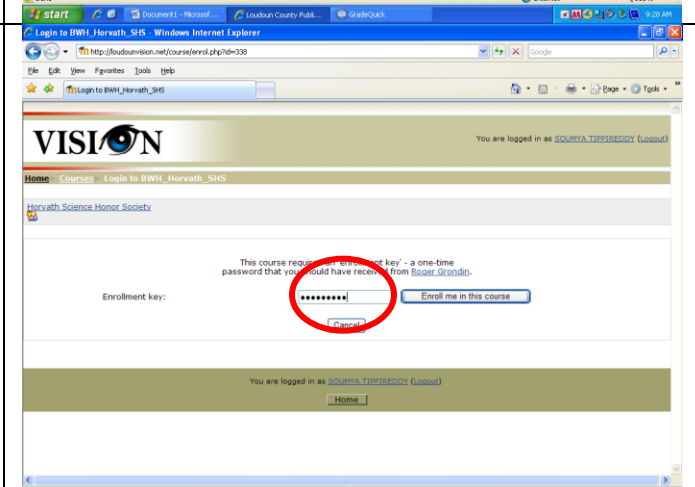 start
Document1 - Microsof...
Loudoun County Publ...
GradeQuick
9:28 AM
Login to BWH_Horvath_SHS - Windows Internet Explorer
http://loudounvision.net/course/enrol.php?id=338
Google
File Edit View Favorites Tools Help
Login to BWH_Horvath_SHS
Page
Tools
VISION
You are logged in as SOUMYA TIPPIREDDY (Logout)
Home Courses Login to BWH_Horvath_SHS
Horvath Science Honor Society
This course requires an 'enrollment key' - a one-time
password that you should have received from Roger Grondin.
Enrollment key:
•••••••••
Enroll me in this course
Cancel
You are logged in as SOUMYA TIPPIREDDY (Logout)
Home